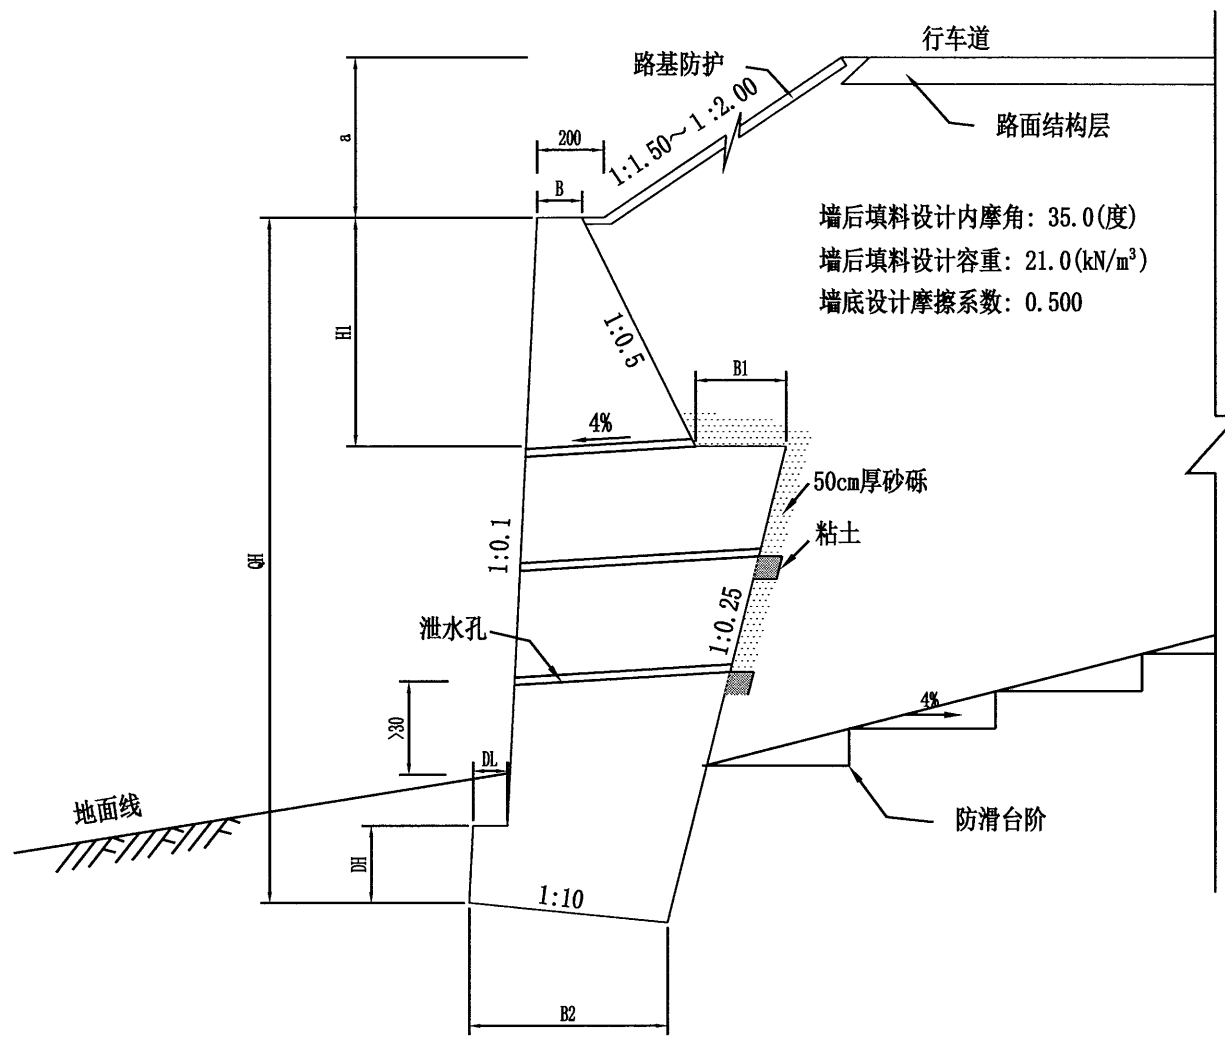 行车道
路基防护
路面结构层
1:1.50～1:2.00
a
200
B
墙后填料设计内摩角: 35.0(度)
墙后填料设计容重: 21.0(kN/m³)
墙底设计摩擦系数: 0.500
H1
1:0.5
B1
4%
50cm厚砂砾
粘土
1:0.1
QH
1:0.25
泄水孔
>30
4%
DL
地面线
防滑台阶
DH
1:10
B2